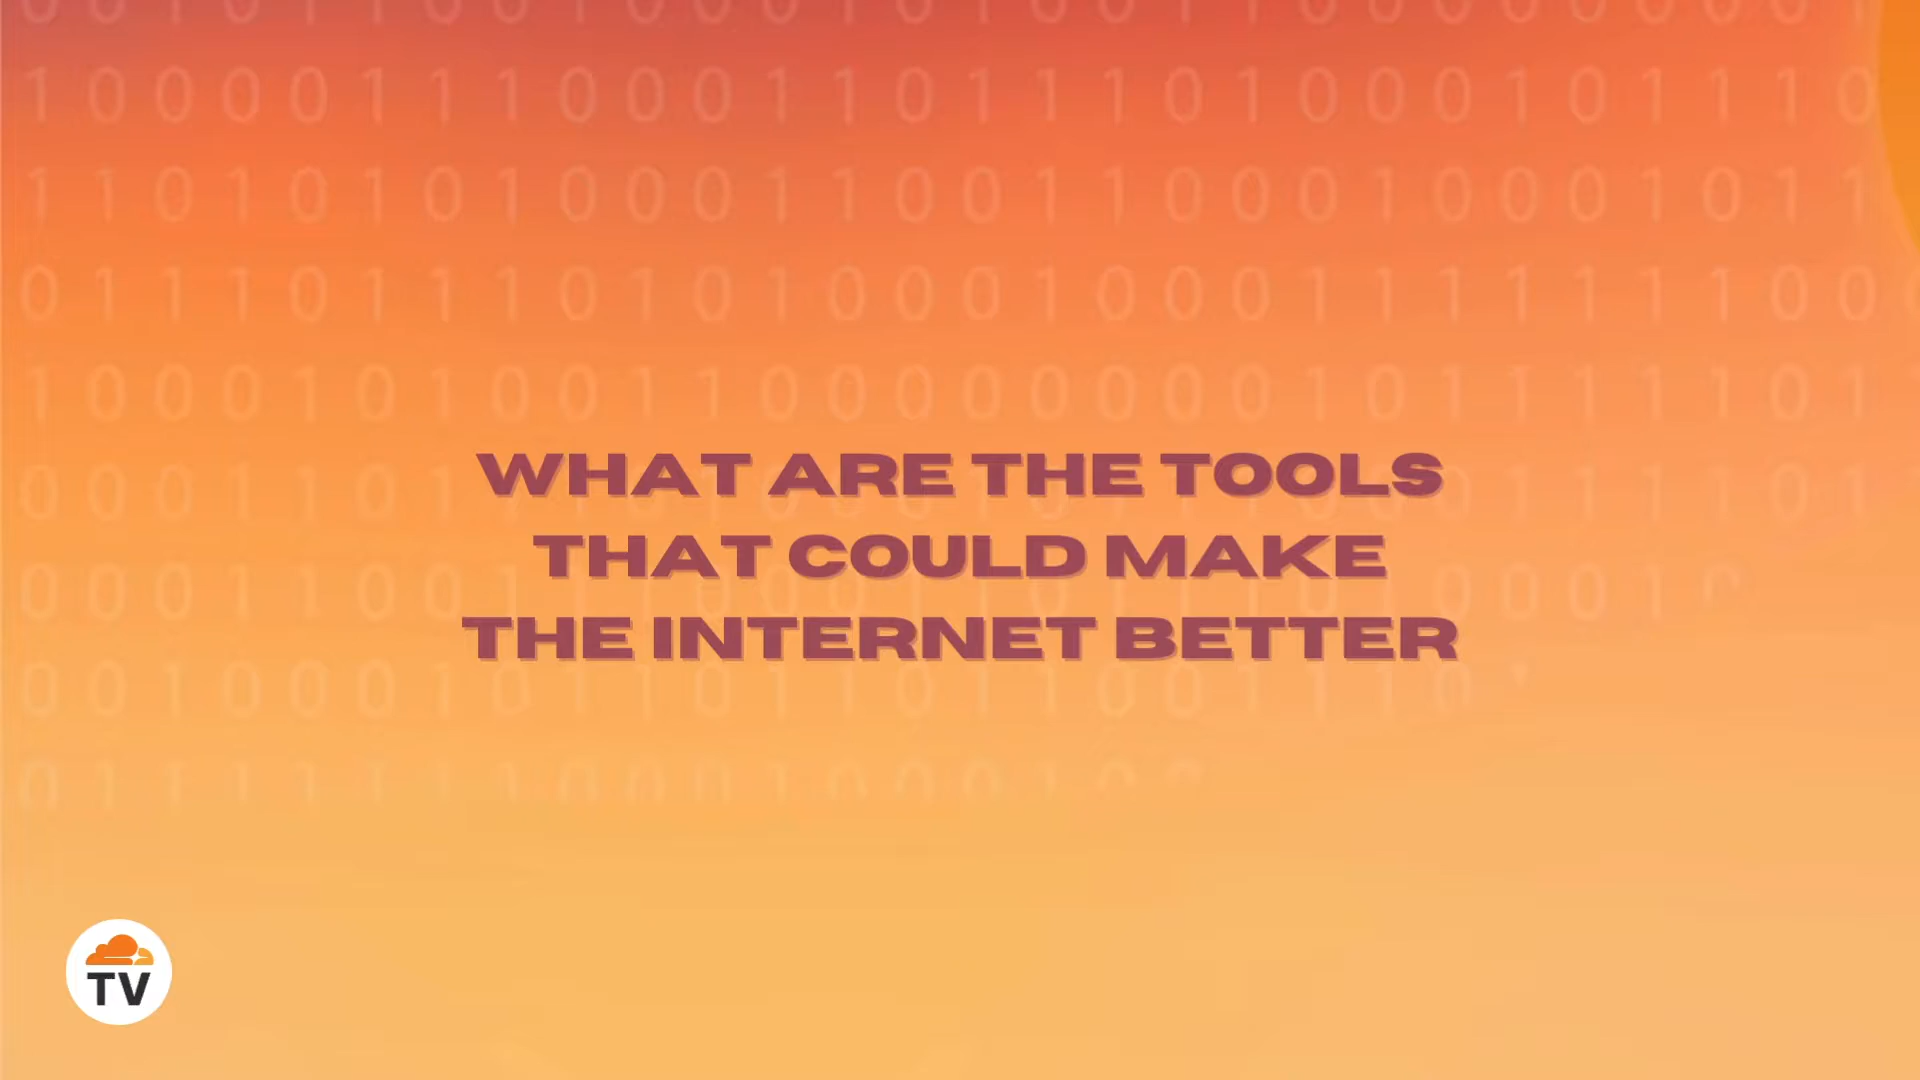 WHAT ARE THE TOOLS
THAT COULD MAKE
THE INTERNET BETTER
TV